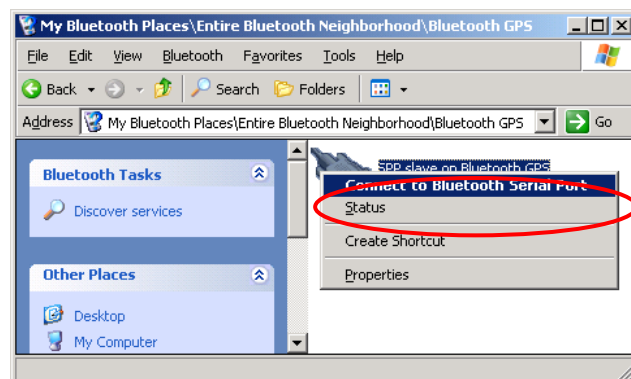 My Bluetooth Places\Entire Bluetooth Neighborhood\Bluetooth GPS
File Edit View Bluetooth Favorites Tools Help
Back Search Folders
Address My Bluetooth Places\Entire Bluetooth Neighborhood\Bluetooth GPS Go
Bluetooth Tasks
Discover services
Other Places
Desktop
My Computer
SPP slave on Bluetooth GPS
Connect to Bluetooth Serial Port
Status
Create Shortcut
Properties